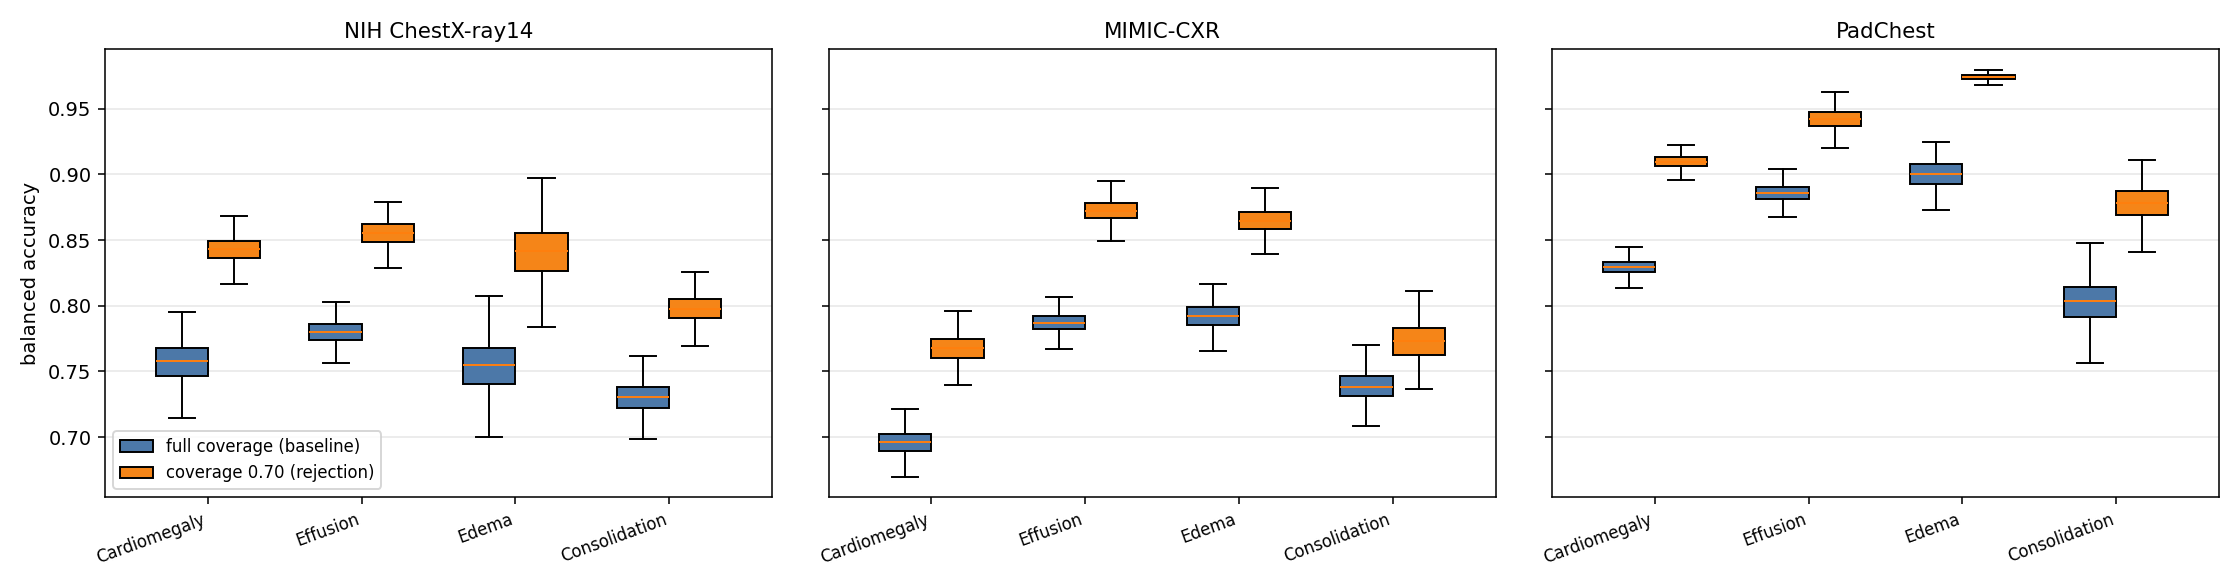 NIH ChestX-ray14
MIMIC-CXR
PadChest
balanced accuracy
0.95
0.90
0.85
0.80
0.75
0.70
full coverage (baseline)
coverage 0.70 (rejection)
Cardiomegaly
Effusion
Edema
Consolidation
Cardiomegaly
Effusion
Edema
Consolidation
Cardiomegaly
Effusion
Edema
Consolidation